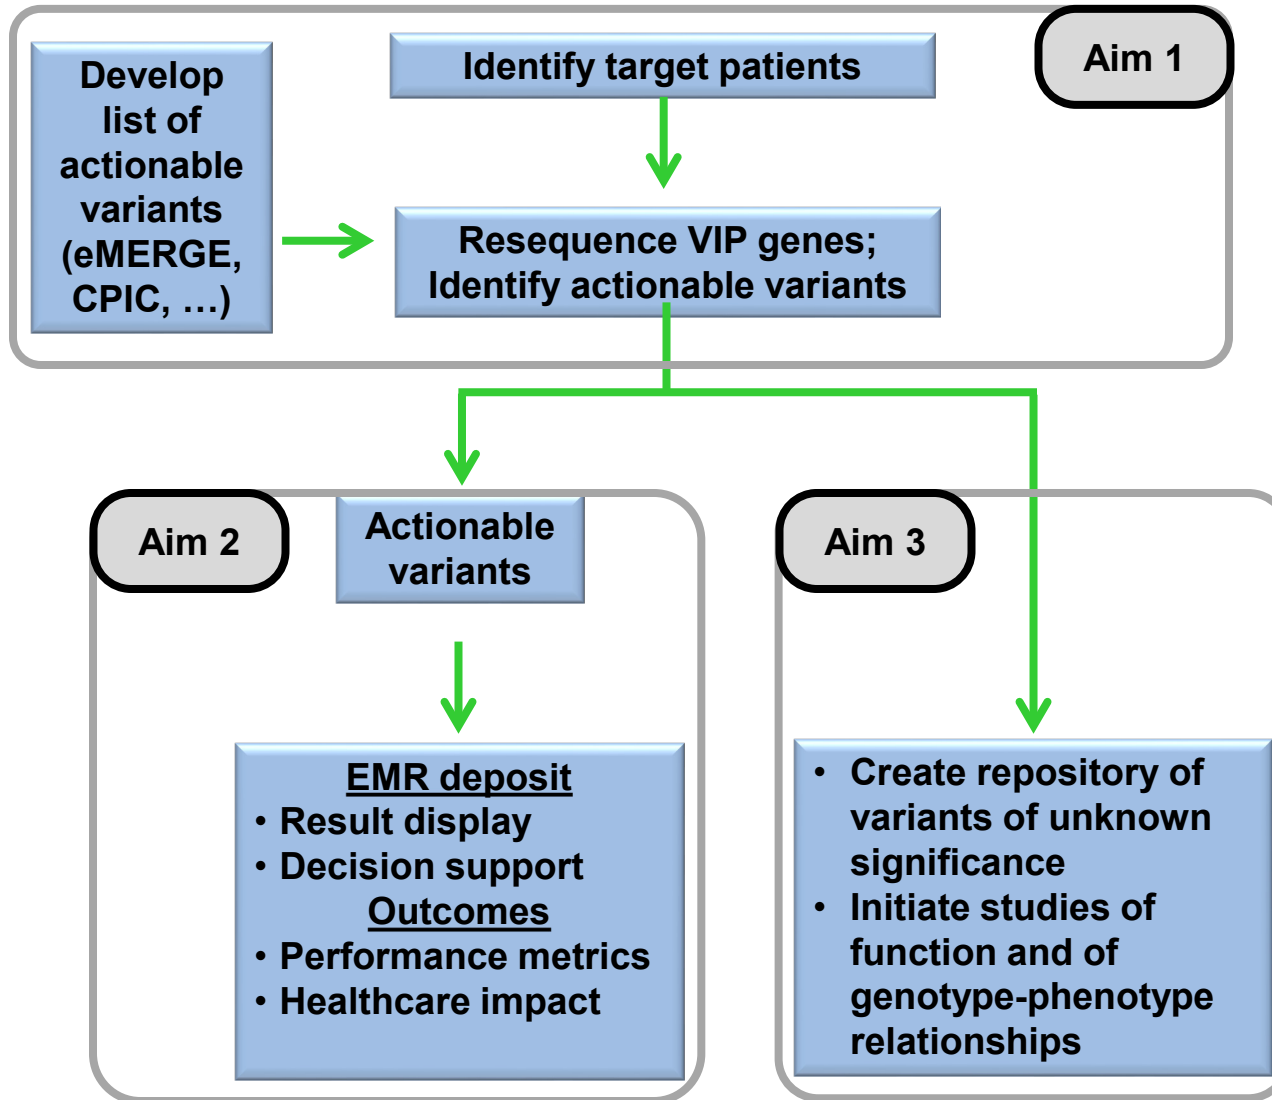 Aim 1
Develop
list of
actionable
variants
(eMERGE,
CPIC, …)
Identify target patients
Resequence VIP genes;
Identify actionable variants
Aim 2
Actionable
variants
EMR deposit
• Result display
• Decision support
Outcomes
• Performance metrics
• Healthcare impact
Aim 3
• Create repository of
variants of unknown
significance
• Initiate studies of
function and of
genotype-phenotype
relationships